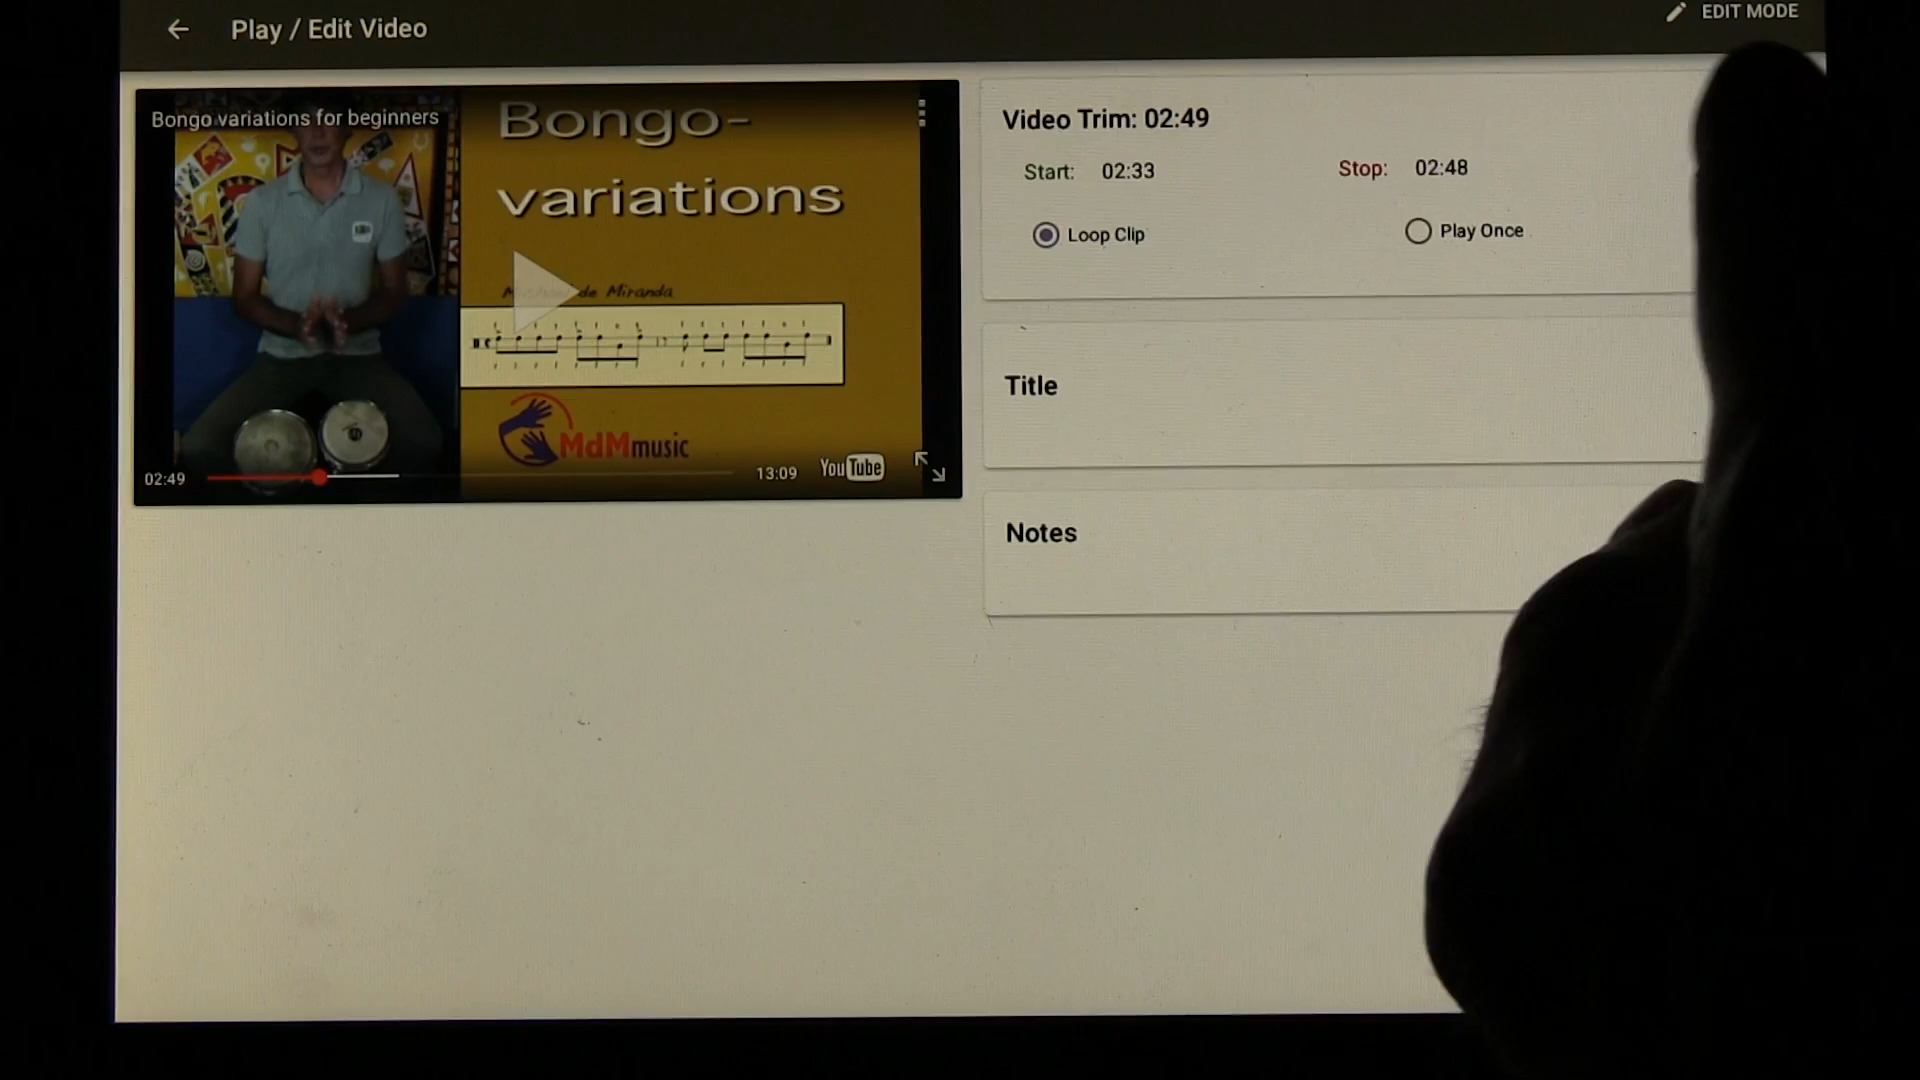 Play / Edit Video
EDIT MODE
Bongo variations for beginners
Bongo-
variations
de Miranda
MdMmusic
02:49
13:09
YouTube
Video Trim: 02:49
Start: 02:33
Stop: 02:48
Loop Clip
Play Once
Title
Notes